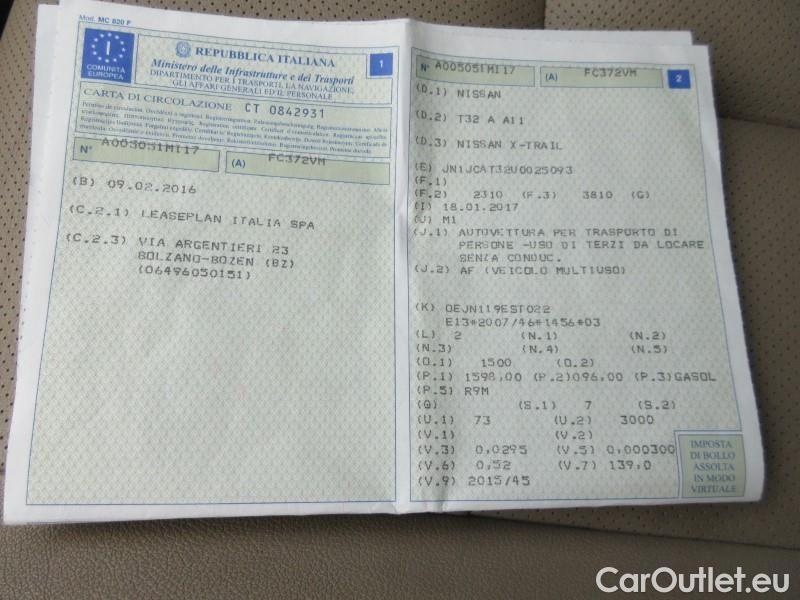 Mod. MC 820 F
I
COMUNITÀ
EUROPEA
REPUBBLICA ITALIANA
Ministero delle Infrastrutture e dei Trasporti
DIPARTIMENTO PER I TRASPORTI, LA NAVIGAZIONE,
GLI AFFARI GENERALI ED IL PERSONALE
1
CARTA DI CIRCOLAZIONE CT 0842931
N° A005051MI17 (A) FC372VM
(B) 09.02.2016
(C.2.1) LEASEPLAN ITALIA SPA
(C.2.3) VIA ARGENTIERI 23
BOLZANO-BOZEN (BZ)
(06496050151)
N° A005051MI17 (A) FC372VM 2
(D.1) NISSAN
(D.2) T32 A A11
(D.3) NISSAN X-TRAIL
(E) JN1JCAT32U0025093
(F.1)
(F.2) 2310 (F.3) 3810 (G)
(I) 18.01.2017
(J) M1
(J.1) AUTOVETTURA PER TRASPORTO DI
PERSONE -USO DI TERZI DA LOCARE
SENZA CONDUC.
(J.2) AF (VEICOLO MULTIUSO)
(K) OEJN119EST022
E13*2007/46*1456*03
(L) 2 (N.1) (N.2)
(N.3) (N.4) (N.5)
(O.1) 1500 (O.2)
(P.1) 1598,00 (P.2)096,00 (P.3)GASOL
(P.5) R9M
(Q) (S.1) 7 (S.2)
(U.1) 73 (U.2) 3000
(V.1) (V.2)
(V.3) 0,0295 (V.5) 0,000300
(V.6) 0,52 (V.7) 139,0
(V.9) 2015/45
IMPOSTA
DI BOLLO
ASSOLTA
IN MODO
VIRTUALE
CarOutlet.eu